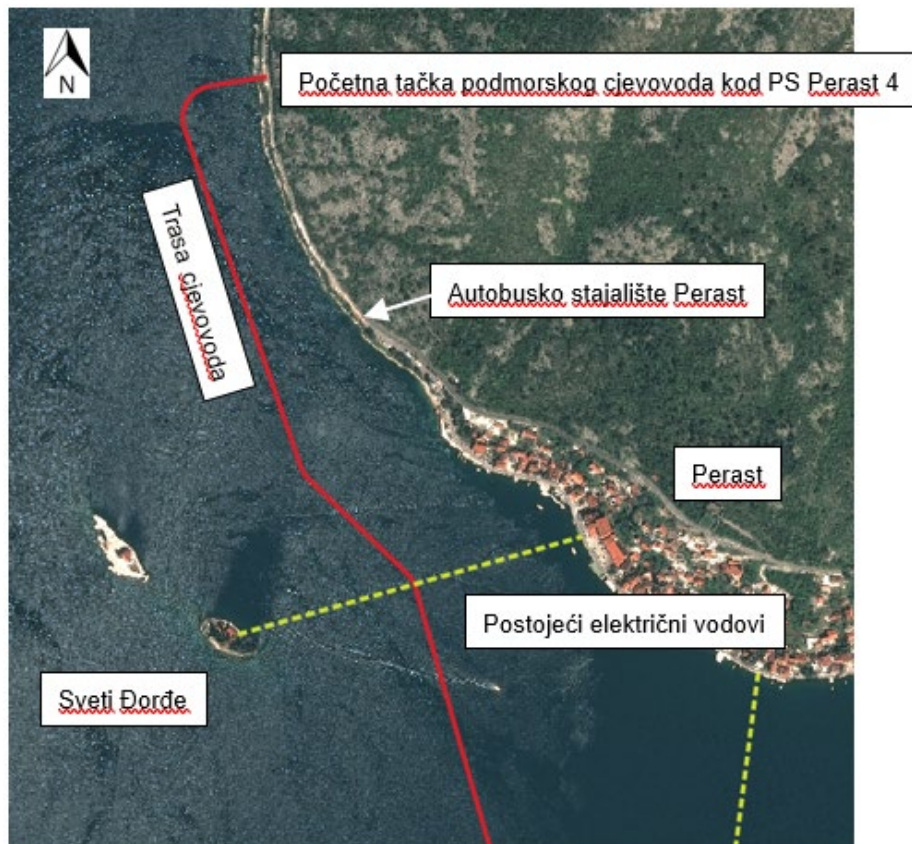 N
Početna tačka podmorskog cjevovoda kod PS Perast 4
Trasa cjevovoda
Autobusko stajalište Perast
Perast
Postojeći električni vodovi
Sveti Đorđe